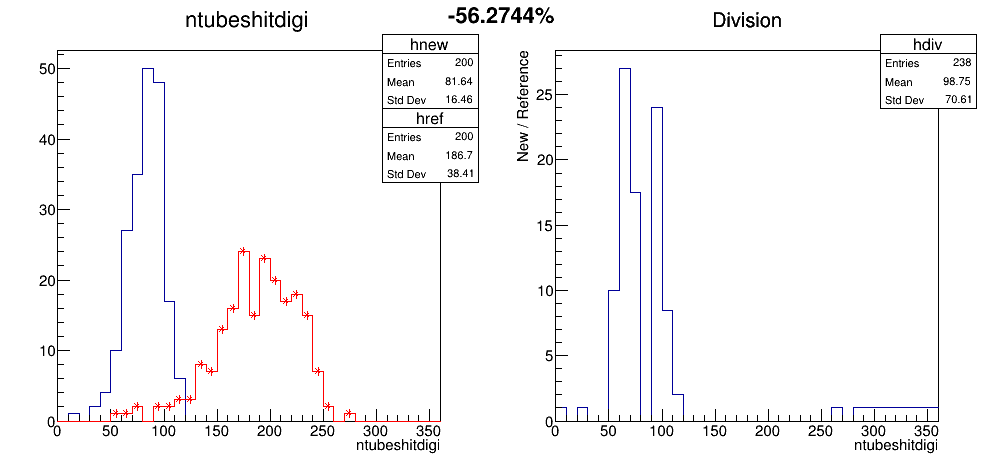 ntubeshitdigi
-56.2744%
Division
hnew
Entries 200
Mean 81.64
Std Dev 16.46
href
Entries 200
Mean 186.7
Std Dev 38.41
50
40
30
20
10
0
0 50 100 150 200 250 300 350
ntubeshitdigi
hdiv
Entries 238
Mean 98.75
Std Dev 70.61
New / Reference
25
20
15
10
5
0
0 50 100 150 200 250 300 350
ntubeshitdigi